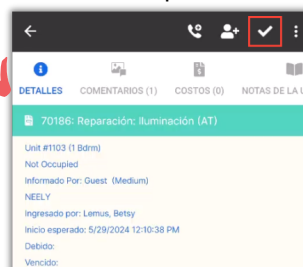 DETALLES COMENTARIOS (1) COSTOS (0) NOTAS DE LA U
70186: Reparación: Iluminación (AT)
Unit #1103 (1 Bdrm)
Not Occupied
Informado Por: Guest (Medium)
NEELY
Ingresado por: Lemus, Betsy
Inicio esperado: 5/29/2024 12:10:38 PM
Debido:
Vencido: